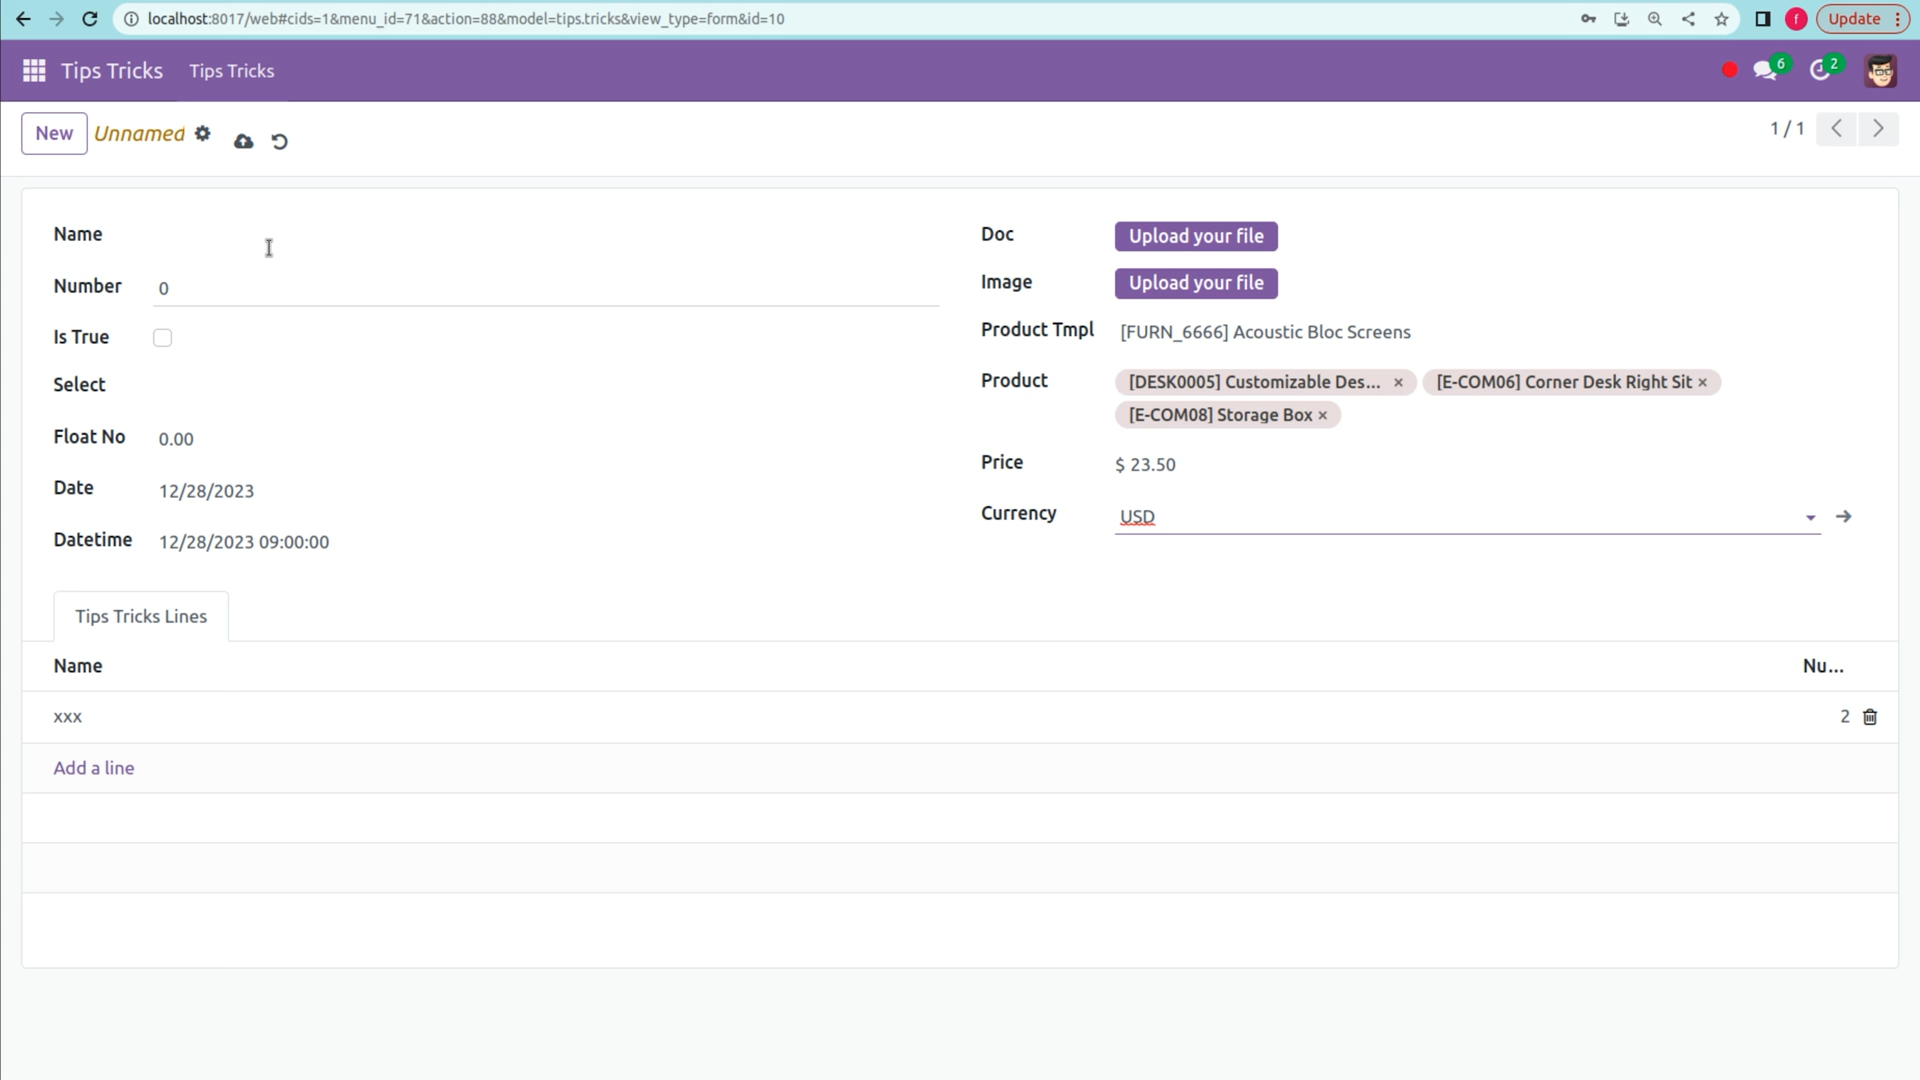 localhost:8017/web#cids=1&menu_id=71&action=88&model=tips.tricks&view_type=form&id=10
f
Update
Tips Tricks Tips Tricks
6 2
New Unnamed
1 / 1
Name
Number 0
Is True
Select
Float No 0.00
Date 12/28/2023
Datetime 12/28/2023 09:00:00
Doc Upload your file
Image Upload your file
Product Tmpl [FURN_6666] Acoustic Bloc Screens
Product [DESK0005] Customizable Des... × [E-COM06] Corner Desk Right Sit ×
[E-COM08] Storage Box ×
Price $ 23.50
Currency USD
Tips Tricks Lines
Name Nu...
xxx 2
Add a line